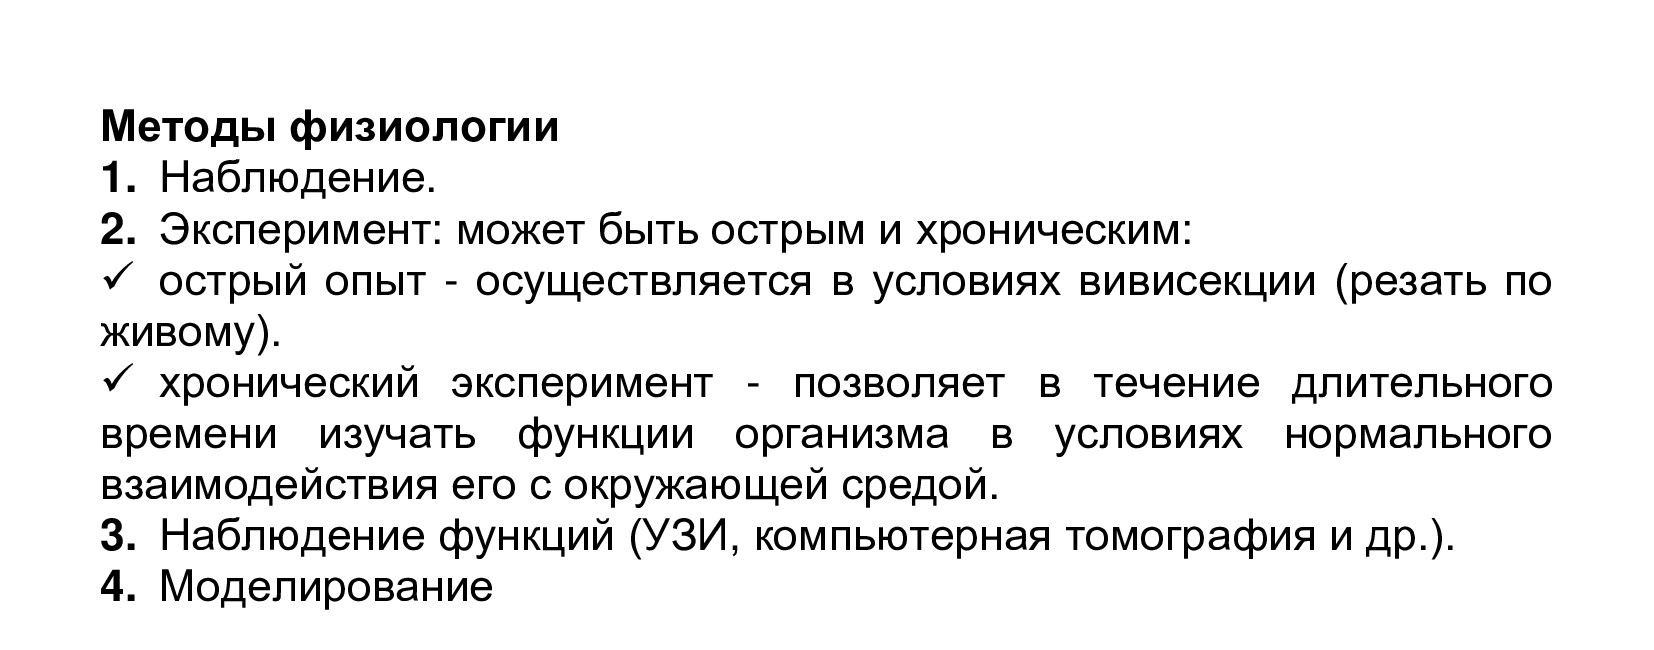 Методы физиологии
1. Наблюдение.
2. Эксперимент: может быть острым и хроническим:
✓ острый опыт - осуществляется в условиях вивисекции (резать по
живому).
✓ хронический эксперимент - позволяет в течение длительного
времени изучать функции организма в условиях нормального
взаимодействия его с окружающей средой.
3. Наблюдение функций (УЗИ, компьютерная томография и др.).
4. Моделирование